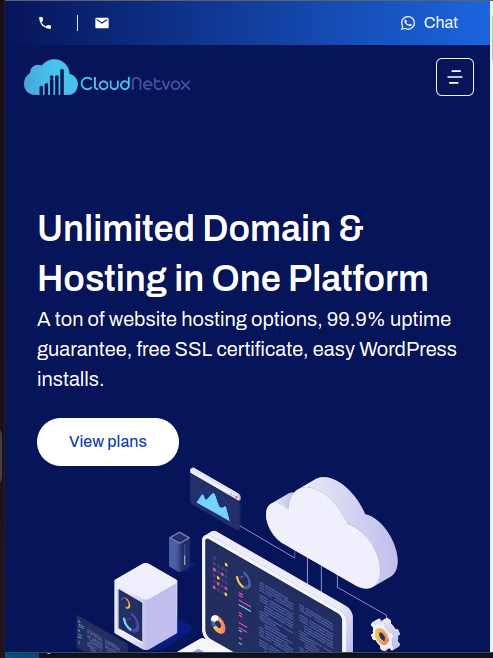 Chat
CloudNetvox
Unlimited Domain &
Hosting in One Platform
A ton of website hosting options, 99.9% uptime
guarantee, free SSL certificate, easy WordPress
installs.
View plans